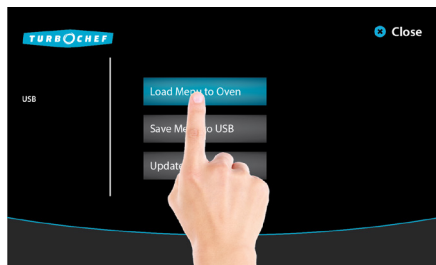 TURBOCHEF
Close
USB
Load Menu to Oven
Save to USB
Update